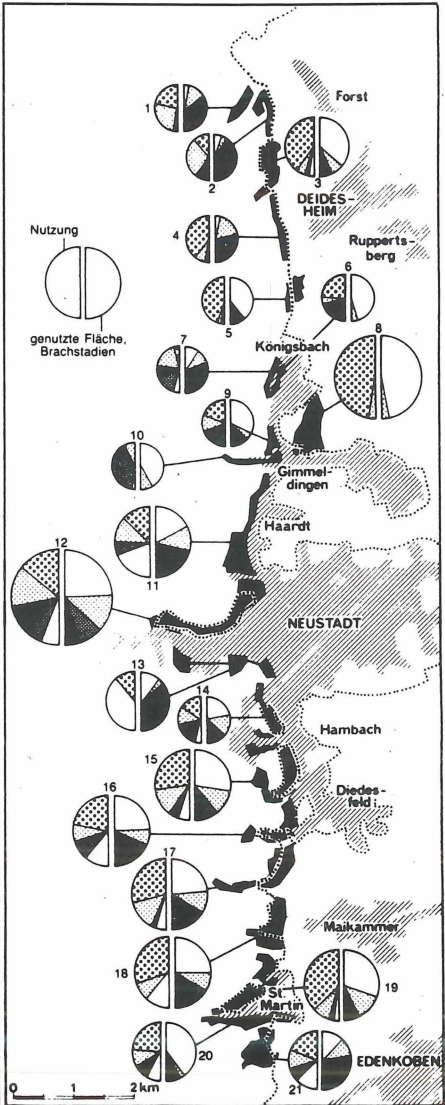 Forst
1
2
3
DEIDES-
HEIM
4
Rupperts-
berg
Nutzung
genutzte Fläche,
Brachstadien
5
6
Königsbach
7
8
9
10
Gimmel-
dingen
Haardt
11
12
NEUSTADT
13
14
Hambach
15
Diedes-
feld
16
17
Maikammer
18
St.
Martin
19
20
EDENKOBEN
21
0 1 2 km